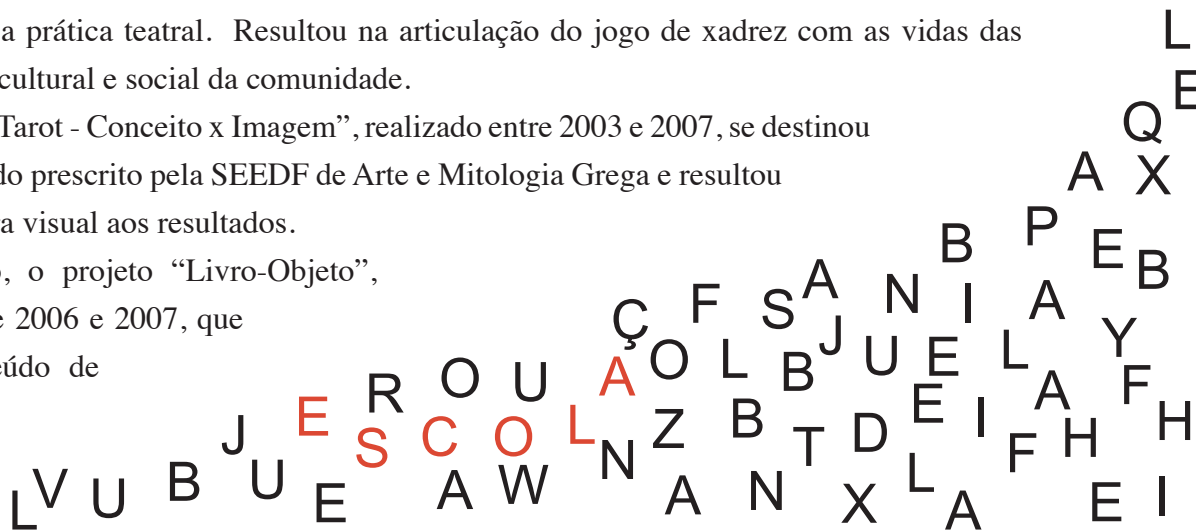 a prática teatral. Resultou na articulação do jogo de xadrez com as vidas das
cultural e social da comunidade.
Tarot - Conceito x Imagem”, realizado entre 2003 e 2007, se destinou
do prescrito pela SEEDF de Arte e Mitologia Grega e resultou
a visual aos resultados.
o projeto “Livro-Objeto”,
e 2006 e 2007, que
de
L
E
Q
A X
B P E B
Ç F S A N I A
A O L B J U E L Y
E R O U
J S C O L Z B T D E I A F H
L V U B U E A W N A N X L A F H E I